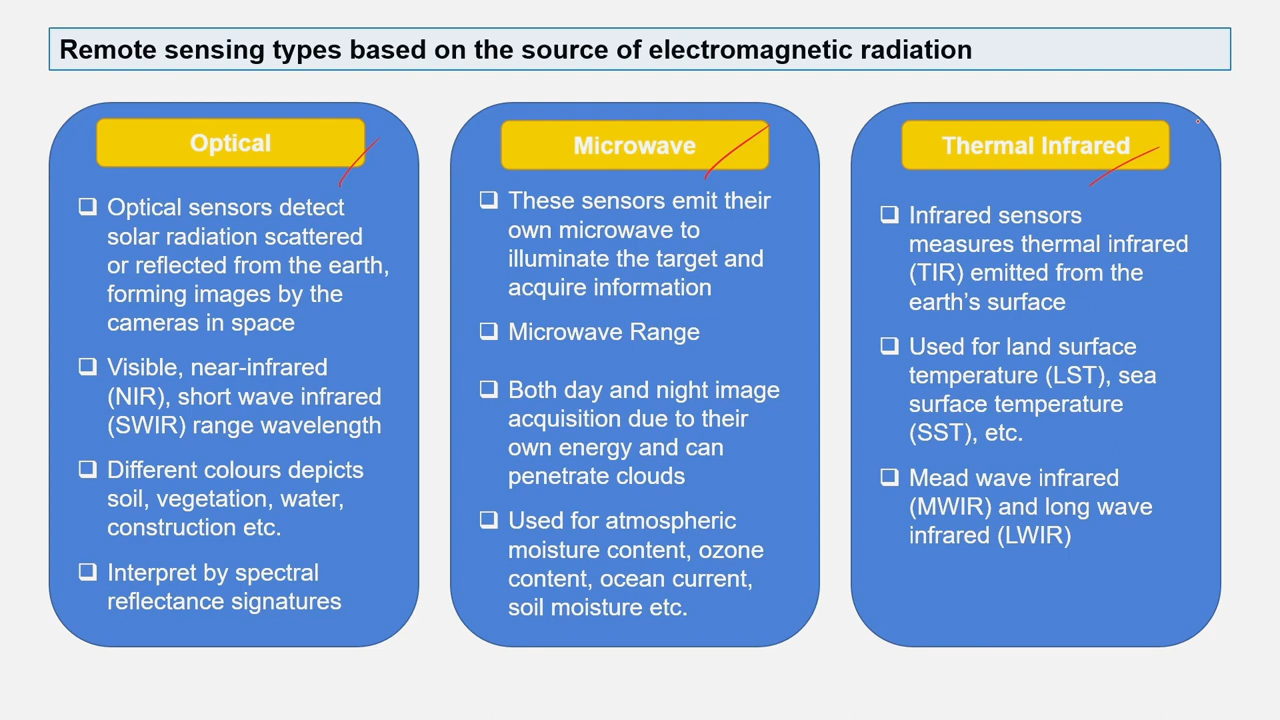 Remote sensing types based on the source of electromagnetic radiation
Optical
Optical sensors detect
solar radiation scattered
or reflected from the earth,
forming images by the
cameras in space
Visible, near-infrared
(NIR), short wave infrared
(SWIR) range wavelength
Different colours depicts
soil, vegetation, water,
construction etc.
Interpret by spectral
reflectance signatures
Microwave
These sensors emit their
own microwave to
illuminate the target and
acquire information
Microwave Range
Both day and night image
acquisition due to their
own energy and can
penetrate clouds
Used for atmospheric
moisture content, ozone
content, ocean current,
soil moisture etc.
Thermal Infrared
Infrared sensors
measures thermal infrared
(TIR) emitted from the
earth’s surface
Used for land surface
temperature (LST), sea
surface temperature
(SST), etc.
Mead wave infrared
(MWIR) and long wave
infrared (LWIR)